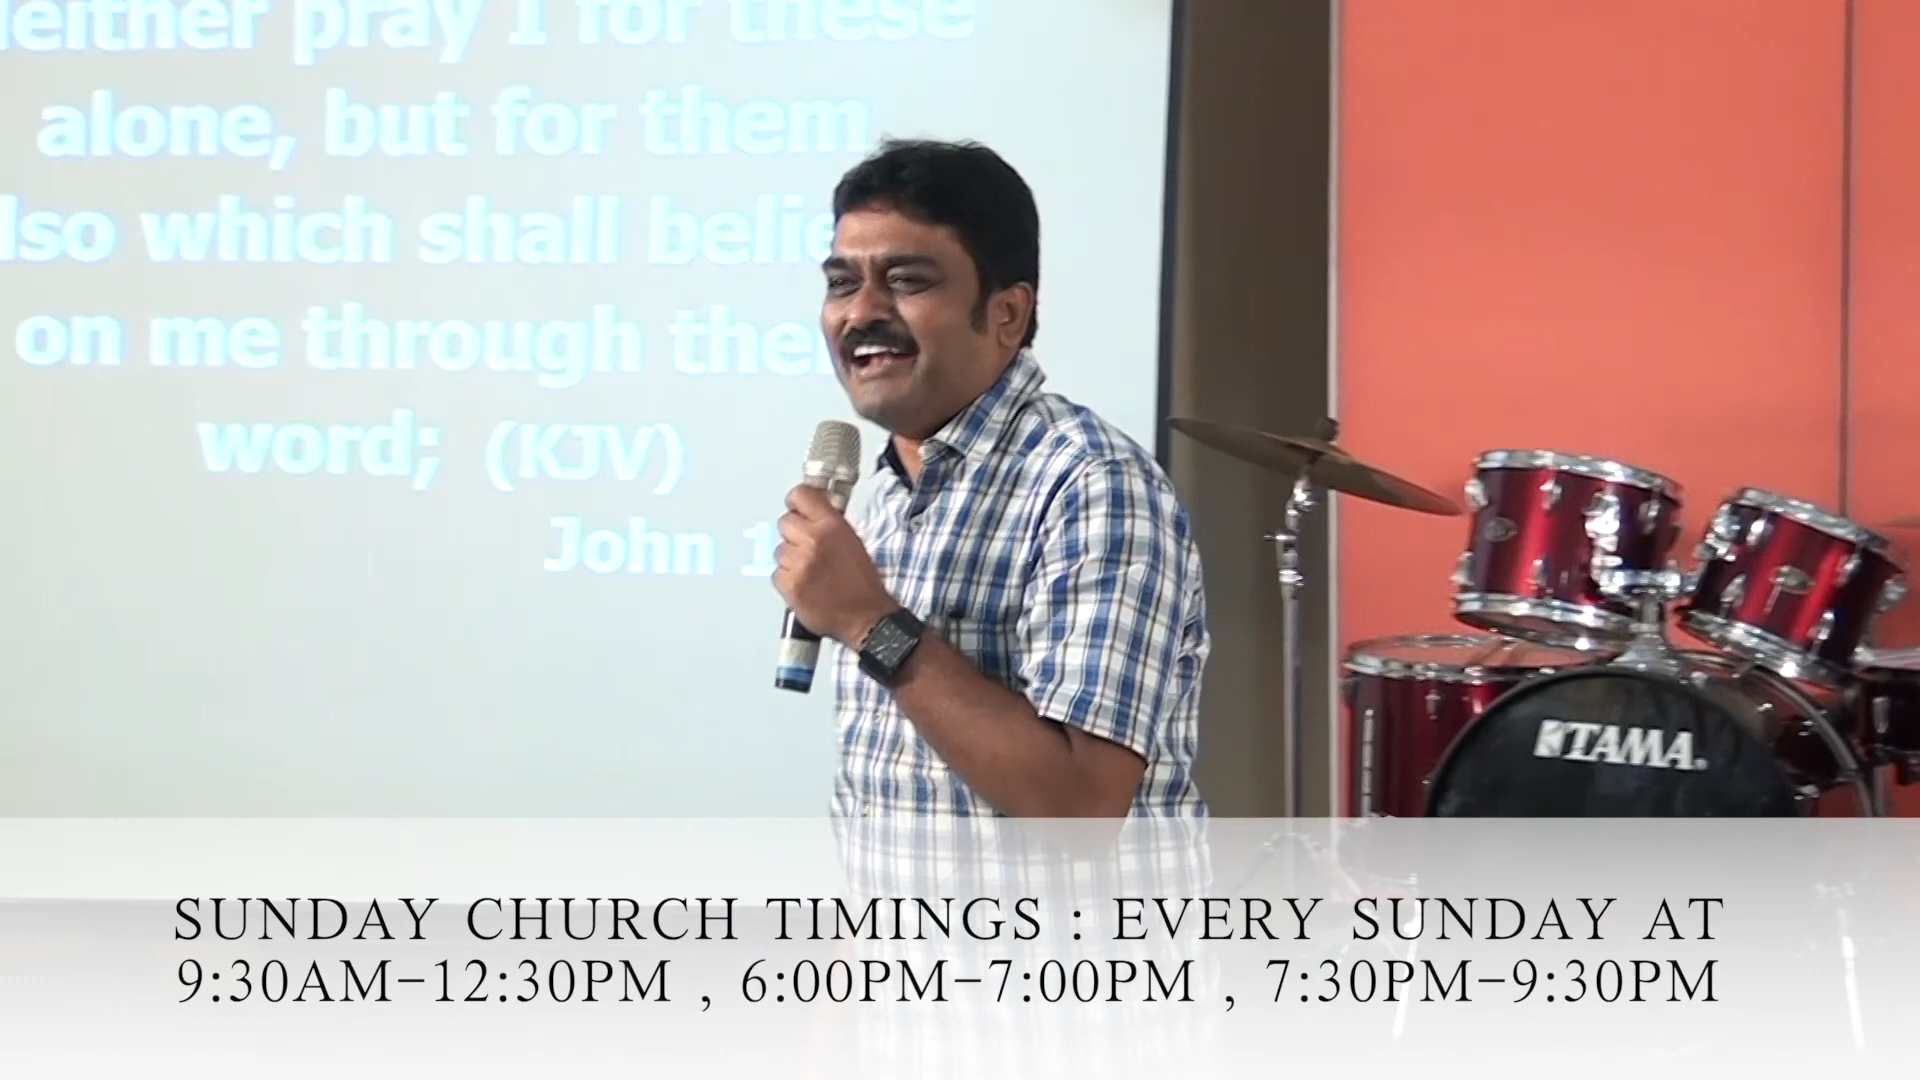 either pray I for these
alone, but for them
lso which shall belie
on me through the
word; (KJV)
John 1
TAMA
SUNDAY CHURCH TIMINGS : EVERY SUNDAY AT
9:30AM-12:30PM , 6:00PM-7:00PM , 7:30PM-9:30PM